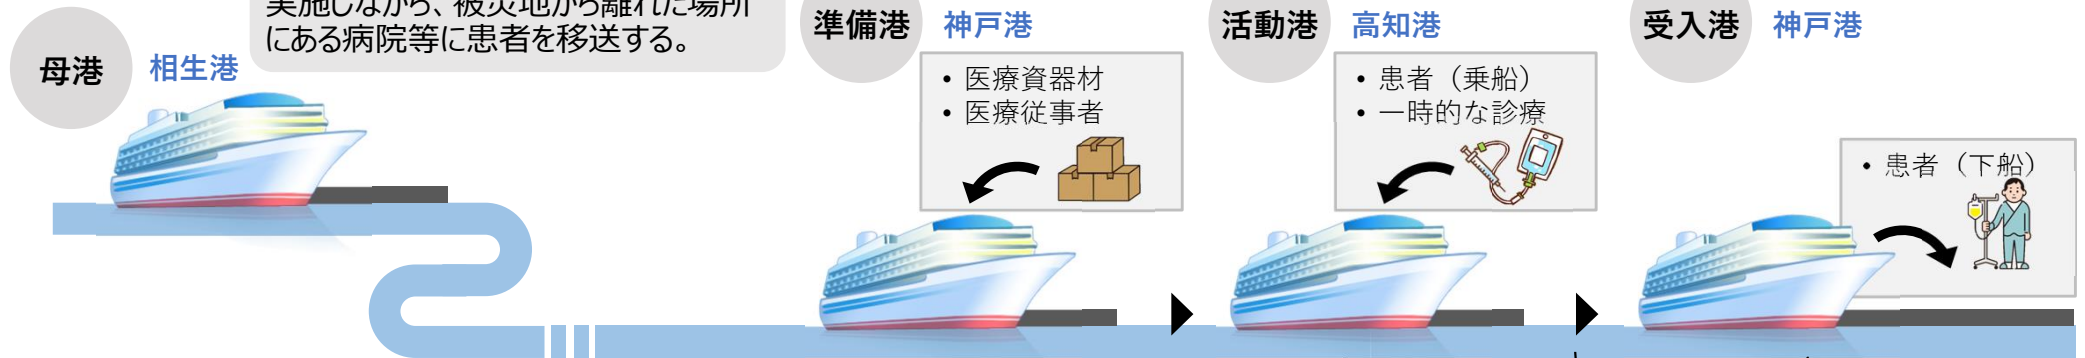 実施しながら、被災地から離れた場所
にある病院等に患者を移送する。
母港
相生港
準備港
神戸港
• 医療資器材
• 医療従事者
活動港
高知港
• 患者（乗船）
• 一時的な診療
受入港
神戸港
• 患者（下船）